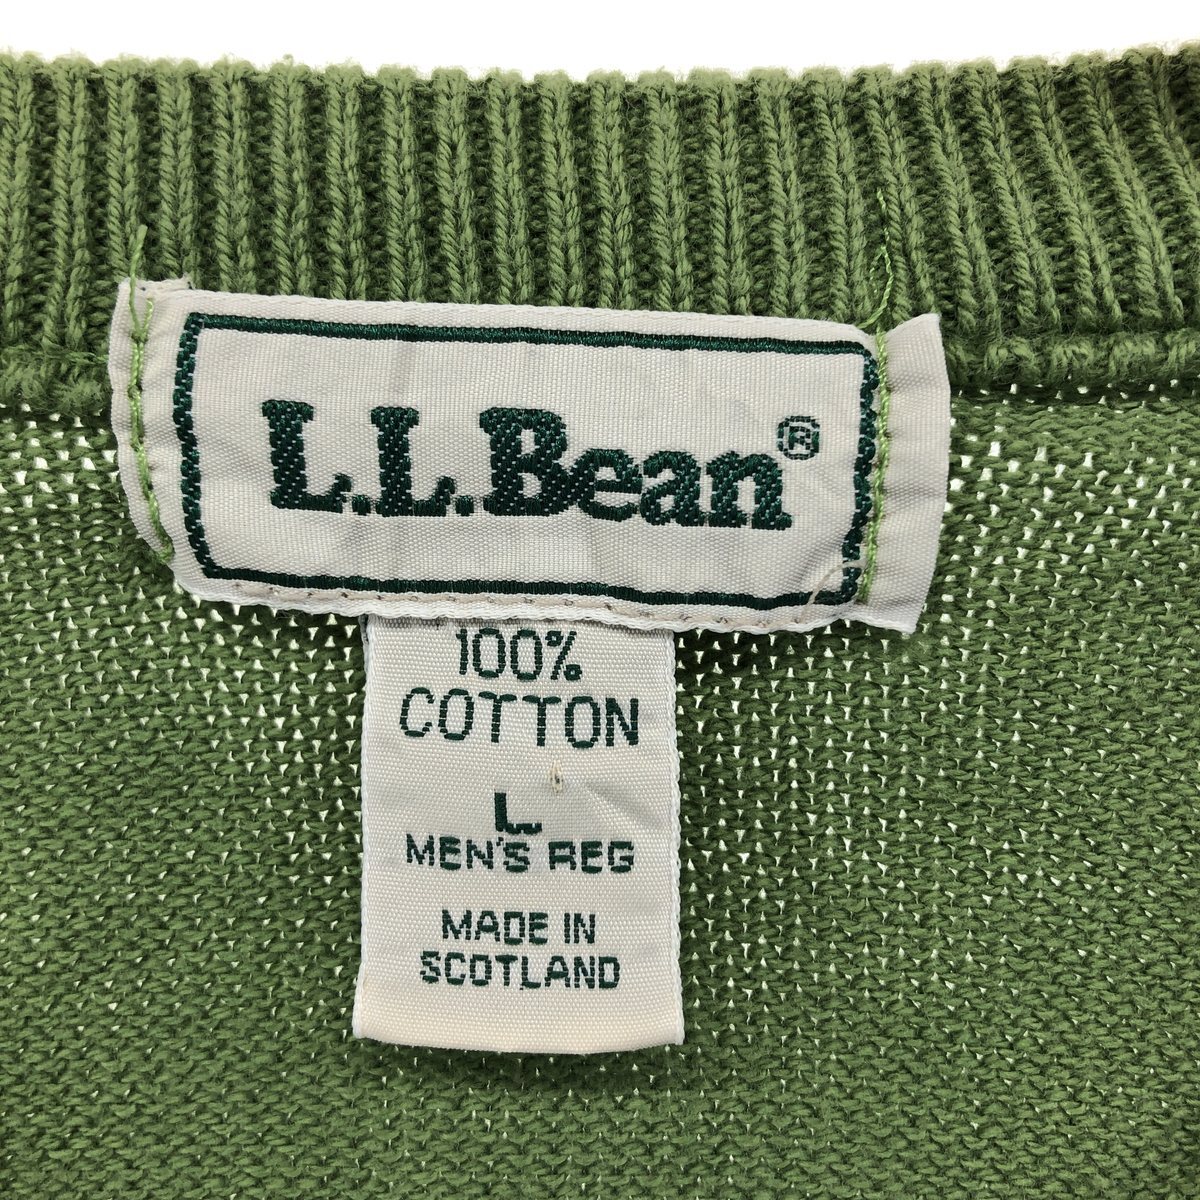 L.L.Bean®
100%
COTTON
L
MEN'S REG
MADE IN
SCOTLAND